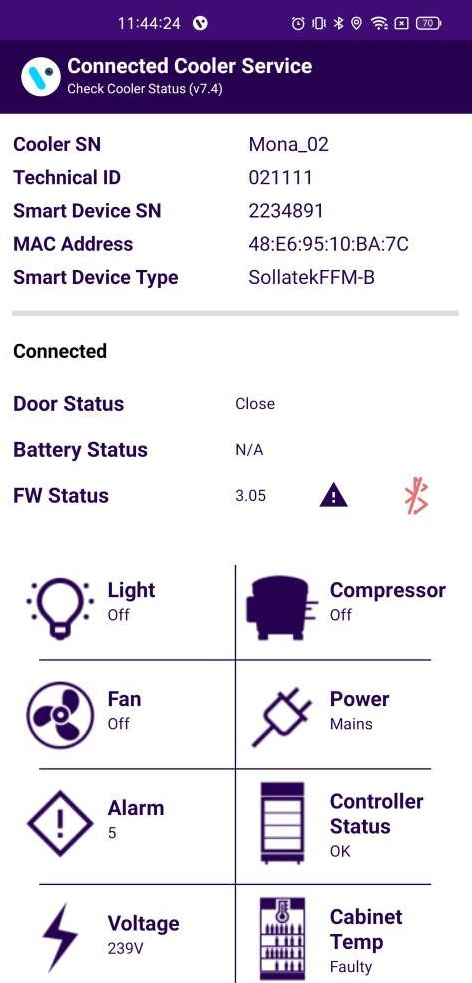 11:44:24
70
Connected Cooler Service
Check Cooler Status (v7.4)
Cooler SN Mona_02
Technical ID 021111
Smart Device SN 2234891
MAC Address 48:E6:95:10:BA:7C
Smart Device Type SollatekFFM-B
Connected
Door Status Close
Battery Status N/A
FW Status 3.05
Light
Off
Compressor
Off
Fan
Off
Power
Mains
Alarm
5
Controller
Status
OK
Voltage
239V
Cabinet
Temp
Faulty